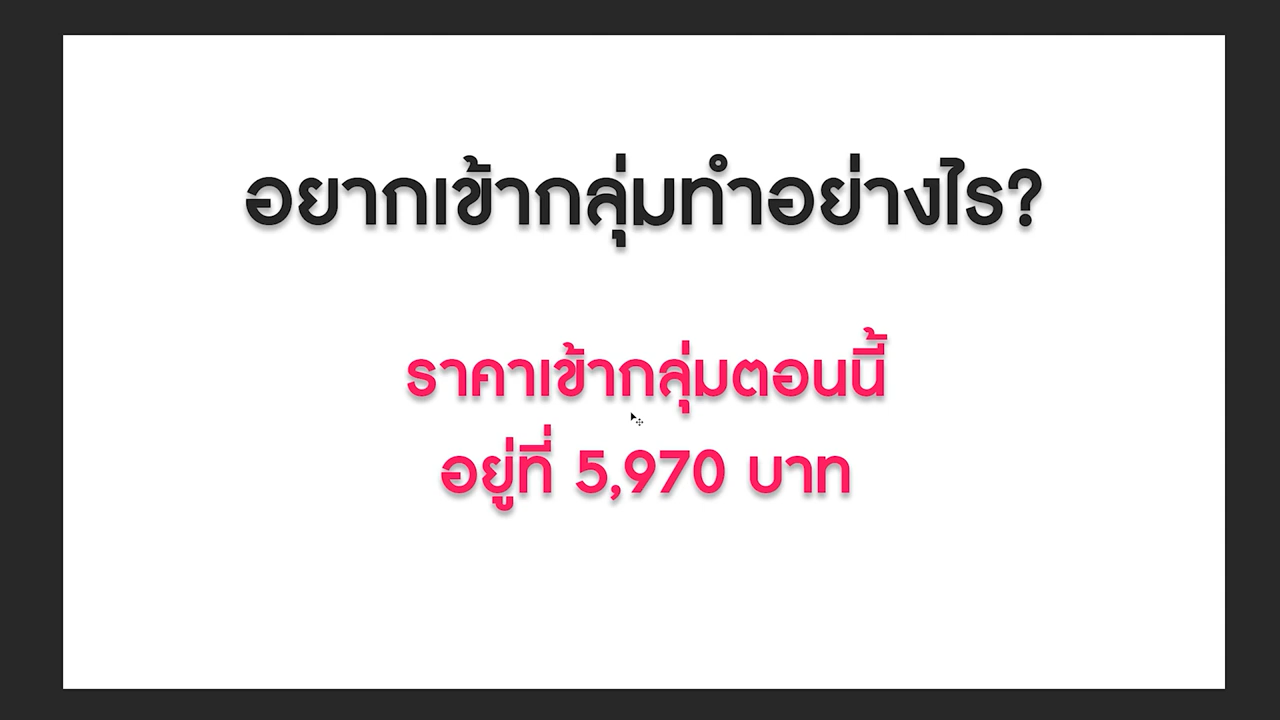 อยากเข้ากลุ่มทำอย่างไร?
ราคาเข้ากลุ่มตอนนี้
อยู่ที่ 5,970 บาท